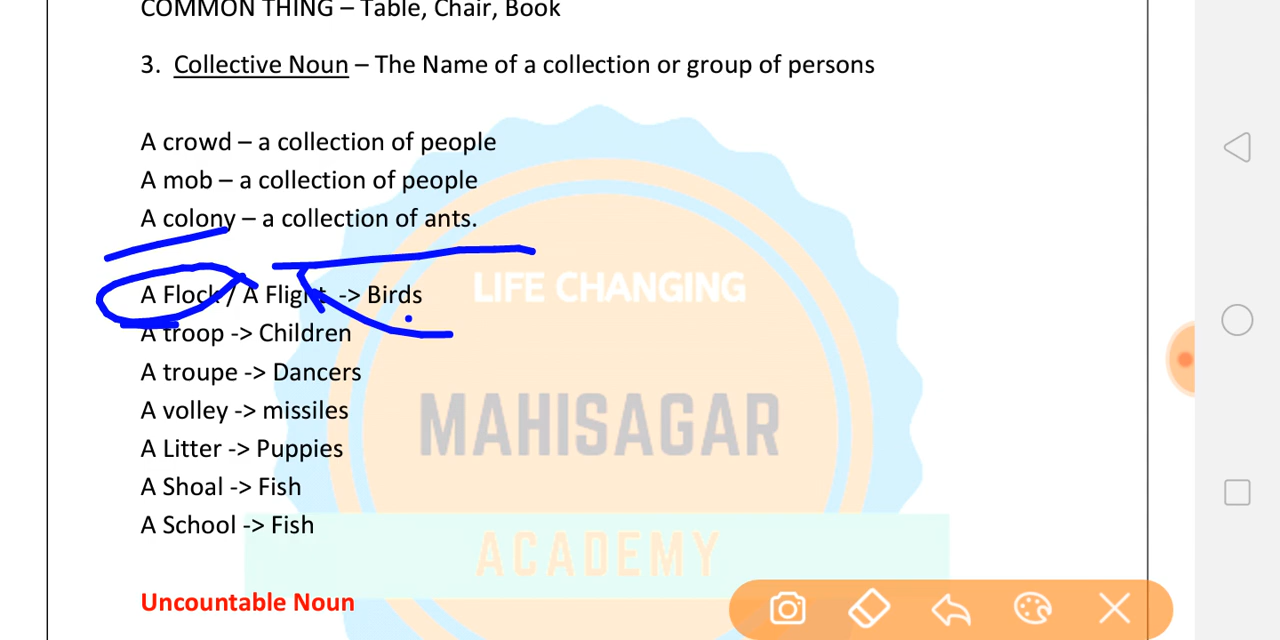 COMMON THING – Table, Chair, Book
3. Collective Noun – The Name of a collection or group of persons
A crowd – a collection of people
A mob – a collection of people
A colony – a collection of ants.
A Flock / A Flight -> Birds
A troop -> Children
A troupe -> Dancers
A volley -> missiles
A Litter -> Puppies
A Shoal -> Fish
A School -> Fish
Uncountable Noun
LIFE CHANGING
MAHISAGAR
ACADEMY